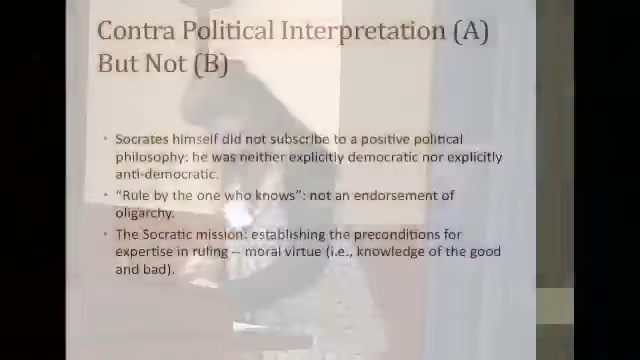 Contra Political Interpretation (A)
But Not (B)
• Socrates himself did not subscribe to a positive political
philosophy: he was neither explicitly democratic nor explicitly
anti-democratic.
• “Rule by the one who knows”: not an endorsement of
oligarchy.
• The Socratic mission: establishing the preconditions for
expertise in ruling – moral virtue (i.e., knowledge of the good
and bad).